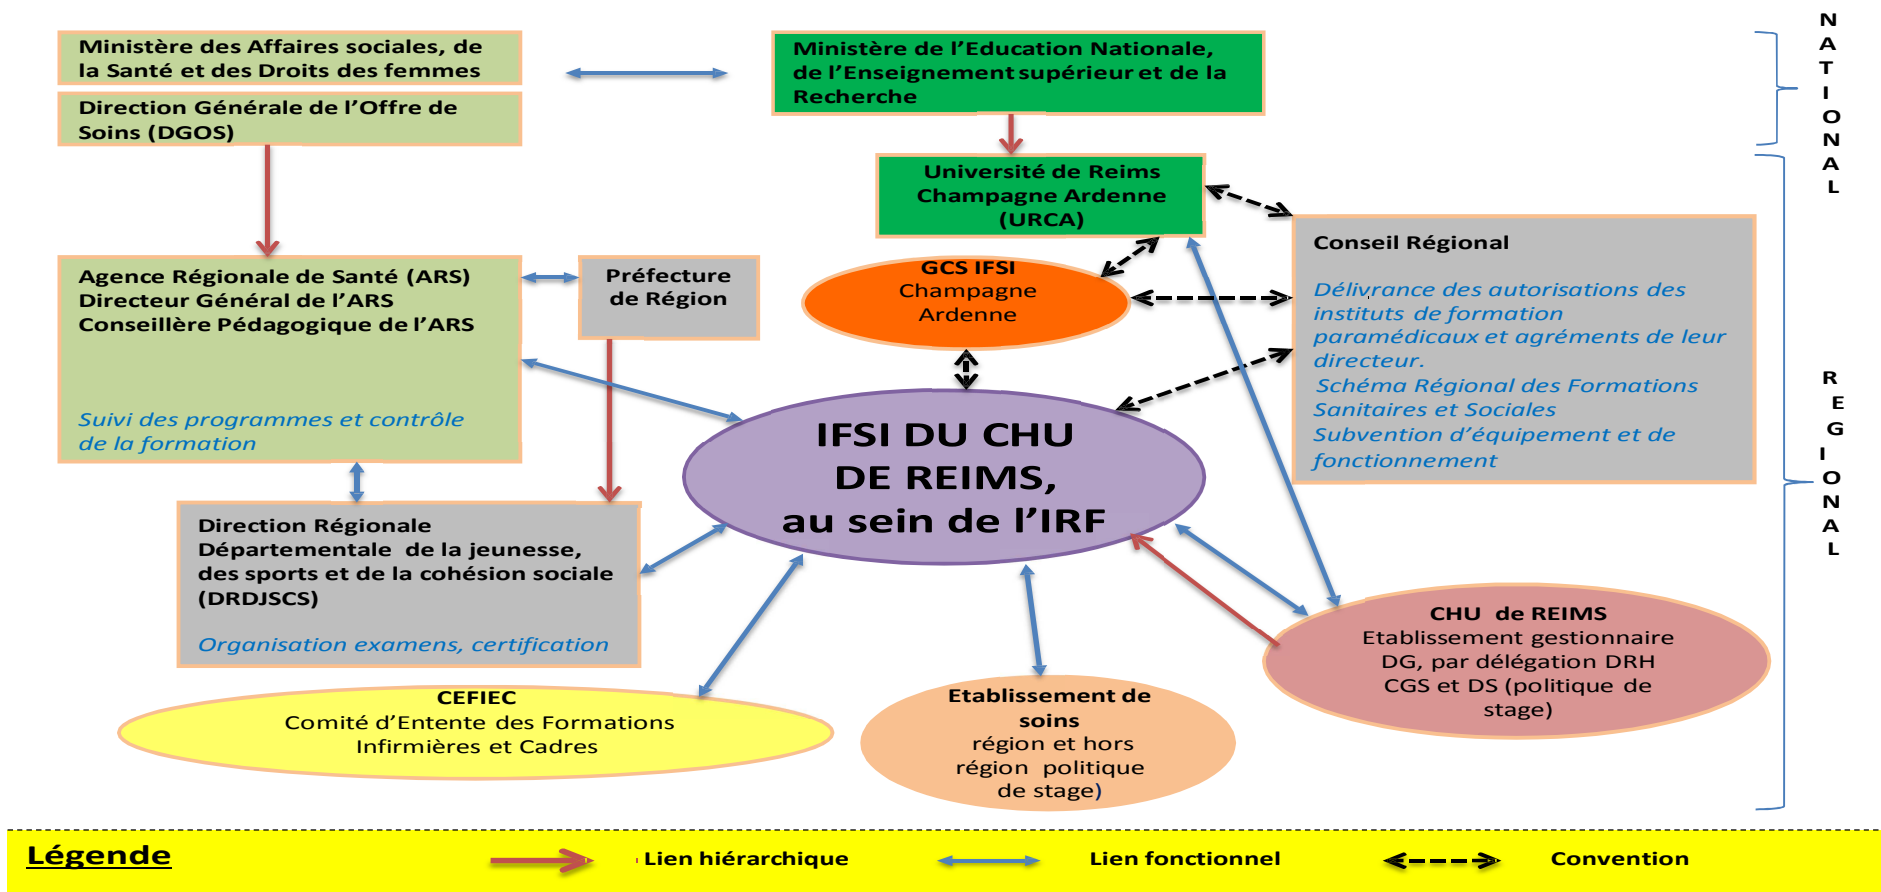 Ministère des Affaires sociales, de
la Santé et des Droits des femmes
Direction Générale de l’Offre de
Soins (DGOS)
Ministère de l’Education Nationale,
de l’Enseignement supérieur et de la
Recherche
NATIONAL
Université de Reims
Champagne Ardenne
(URCA)
Agence Régionale de Santé (ARS)
Directeur Général de l’ARS
Conseillère Pédagogique de l’ARS
Suivi des programmes et contrôle
de la formation
Préfecture
de Région
GCS IFSI
Champagne
Ardenne
Conseil Régional
Délivrance des autorisations des
instituts de formation
paramédicaux et agréments de leur
directeur.
Schéma Régional des Formations
Sanitaires et Sociales
Subvention d’équipement et de
fonctionnement
REGIONAL
IFSI DU CHU
DE REIMS,
au sein de l’IRF
Direction Régionale
Départementale de la jeunesse,
des sports et de la cohésion sociale
(DRDJSCS)
Organisation examens, certification
CEFIEC
Comité d’Entente des Formations
Infirmières et Cadres
Etablissement de
soins
région et hors
région politique
de stage)
CHU de REIMS
Etablissement gestionnaire
DG, par délégation DRH
CGS et DS (politique de
stage)
Légende
Lien hiérarchique
Lien fonctionnel
Convention